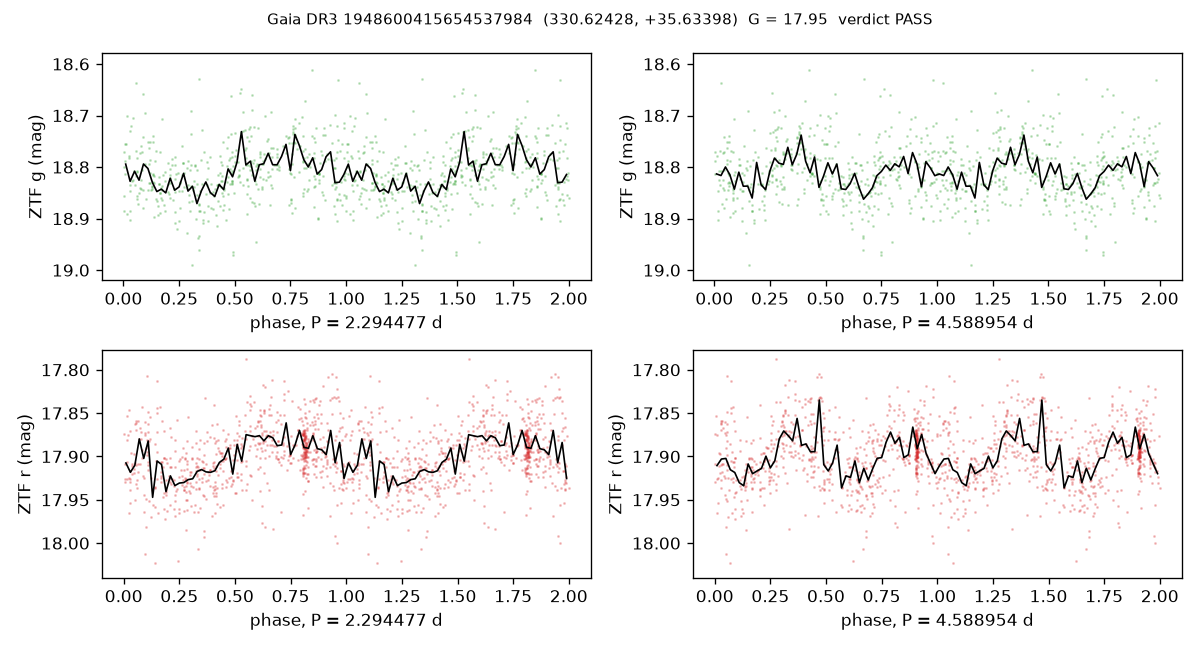 Gaia DR3 1948600415654537984 (330.62428, +35.63398) G = 17.95 verdict PASS
18.6
18.7
18.8
18.9
19.0
ZTF g (mag)
0.00 0.25 0.50 0.75 1.00 1.25 1.50 1.75 2.00
phase, P = 2.294477 d
18.6
18.7
18.8
18.9
19.0
ZTF g (mag)
0.00 0.25 0.50 0.75 1.00 1.25 1.50 1.75 2.00
phase, P = 4.588954 d
17.80
17.85
17.90
17.95
18.00
ZTF r (mag)
0.00 0.25 0.50 0.75 1.00 1.25 1.50 1.75 2.00
phase, P = 2.294477 d
17.80
17.85
17.90
17.95
18.00
ZTF r (mag)
0.00 0.25 0.50 0.75 1.00 1.25 1.50 1.75 2.00
phase, P = 4.588954 d